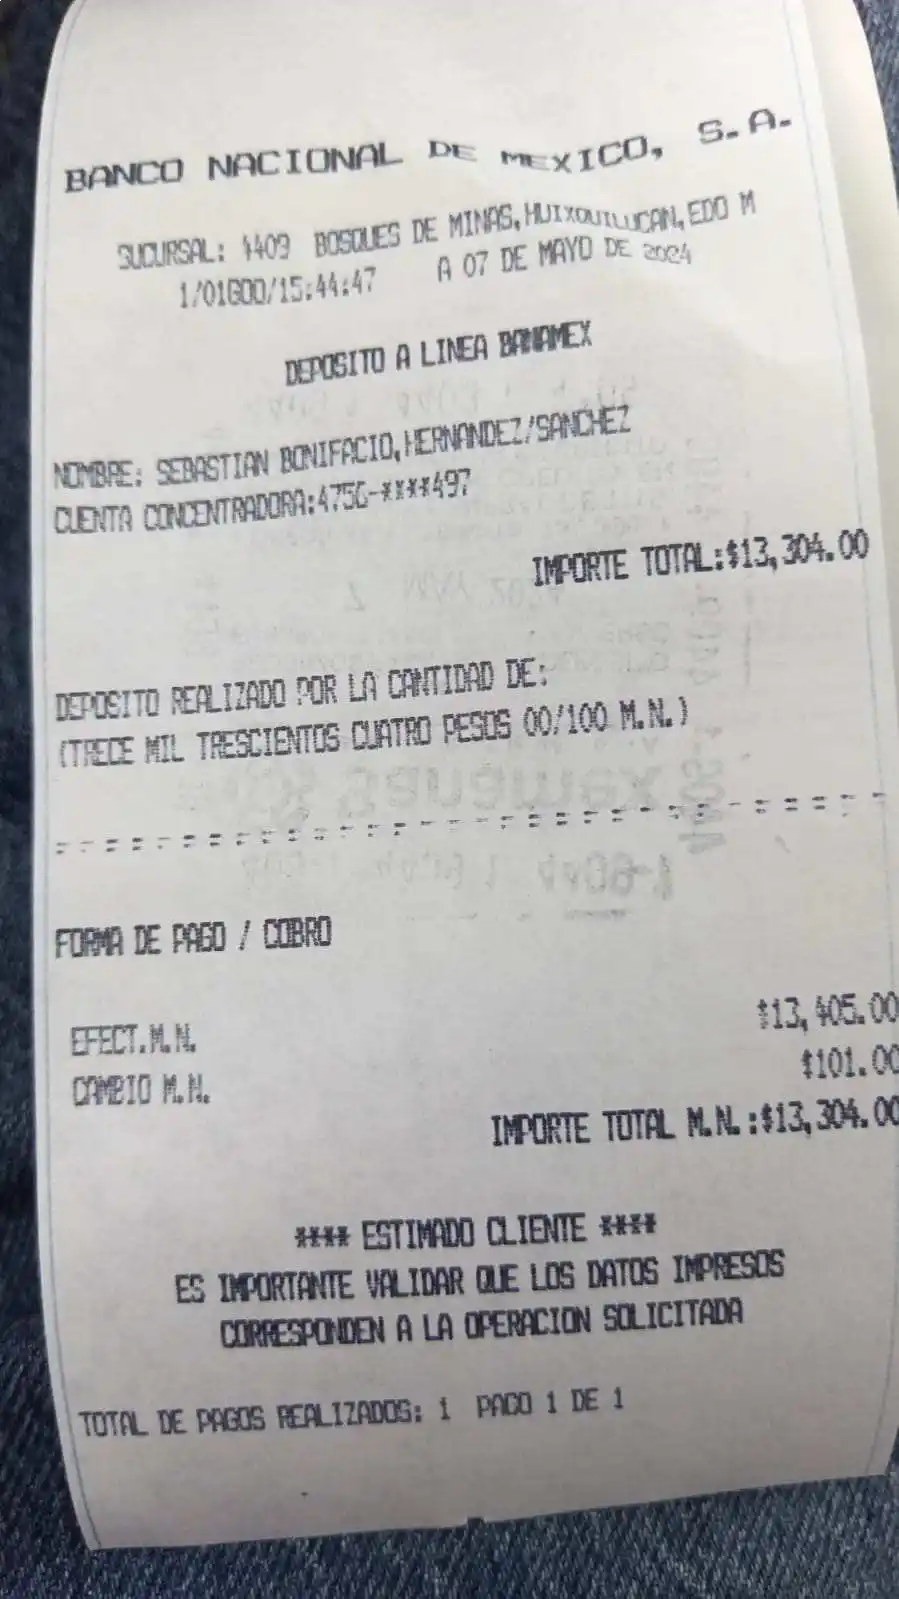 BANCO NACIONAL DE MEXICO, S.A.
SUCURSAL: 4409 BOSQUES DE MINAS, HUIXQUILUCAN, EDO M
1/01GOO/15:44:47 A 07 DE MAYO DE 2024
DEPOSITO A LINEA BANAMEX
NOMBRE: SEBASTIAN BONIFACIO,HERNANDEZ/SANCHEZ
CUENTA CONCENTRADORA:4756-****497
IMPORTE TOTAL:$13,304.00
DEPOSITO REALIZADO POR LA CANTIDAD DE:
(TRECE MIL TRESCIENTOS CUATRO PESOS 00/100 M.N.)
FORMA DE PAGO / COBRO
EFECT.M.N. $13,405.00
CAMBIO M.N. $101.00
IMPORTE TOTAL M.N.:$13,304.00
**** ESTIMADO CLIENTE ****
ES IMPORTANTE VALIDAR QUE LOS DATOS IMPRESOS
CORRESPONDEN A LA OPERACION SOLICITADA
TOTAL DE PAGOS REALIZADOS: 1 PAGO 1 DE 1